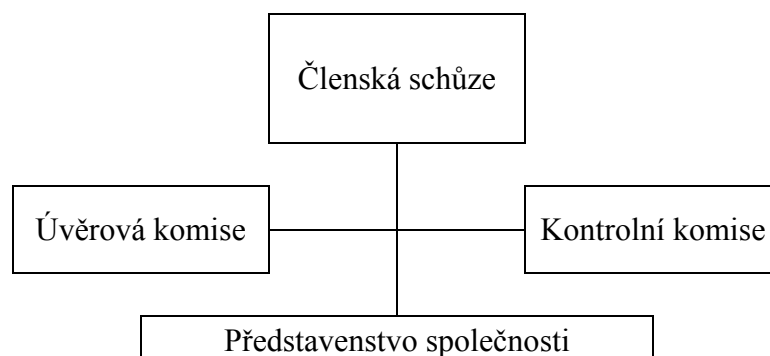 Členská schůze
Úvěrová komise
Kontrolní komise
Představenstvo společnosti